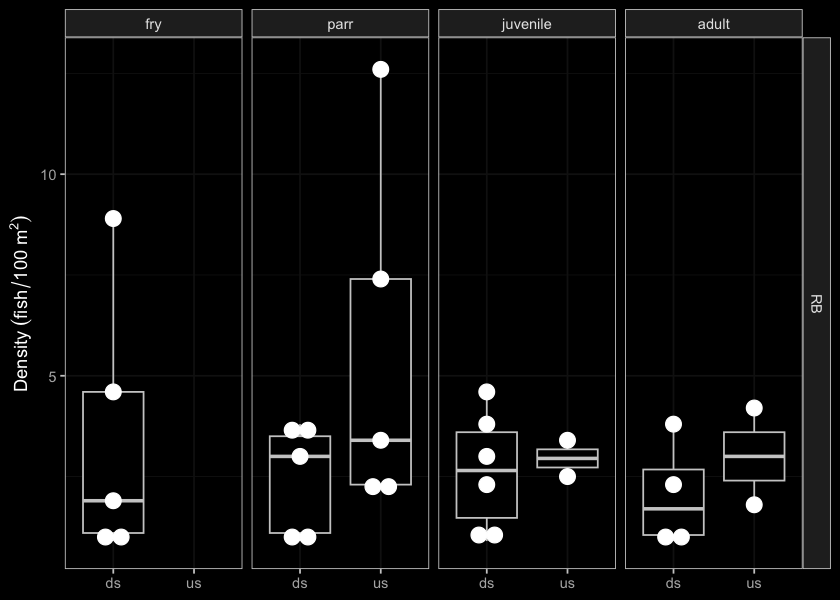 fry
parr
juvenile
adult
Density (fish/100 m²)
10
5
RB
ds
us
ds
us
ds
us
ds
us